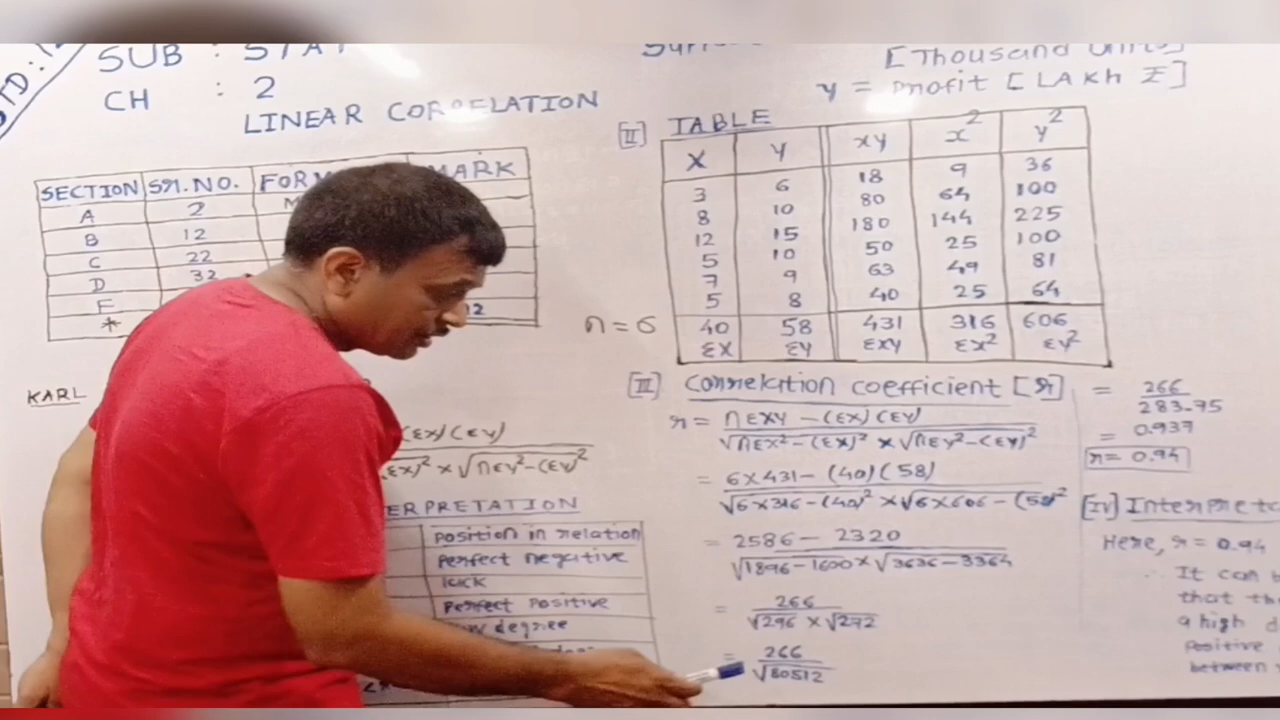 SUB : STAT
CH : 2
LINEAR CORRELATION
SECTION SR.NO. MARK
A 2
B 12
C 22
D 32
F
*
KARL
(ΣX)(ΣY)
ΣX)² × √nΣY²-(ΣY)²
ERPRETATION
Position in relation
Perfect negative
Lack
Perfect Positive
degree
[Thousand Units]
y = Profit [LAKH ₹]
[II] TABLE
X Y XY X² Y²
3 6 18 9 36
8 10 80 64 100
12 15 180 144 225
5 10 50 25 100
7 9 63 49 81
5 8 40 25 64
n=6 40 58 431 316 606
ΣX ΣY ΣXY ΣX² ΣY²
[III] Correlation coefficient [r]
r = nΣXY - (ΣX)(ΣY)
√nΣX²-(ΣX)² × √nΣY²-(ΣY)²
= 6×431 - (40)(58)
√6×316-(40)² × √6×606-(58)²
= 2586 - 2320
√1896-1600 × √3636-3364
= 266
√296 × √272
= 266
√80512
= 266
283.75
= 0.937
r = 0.94
[IV] Interpreta
Here, r = 0.94
It can
that th
a high d
Positive
between